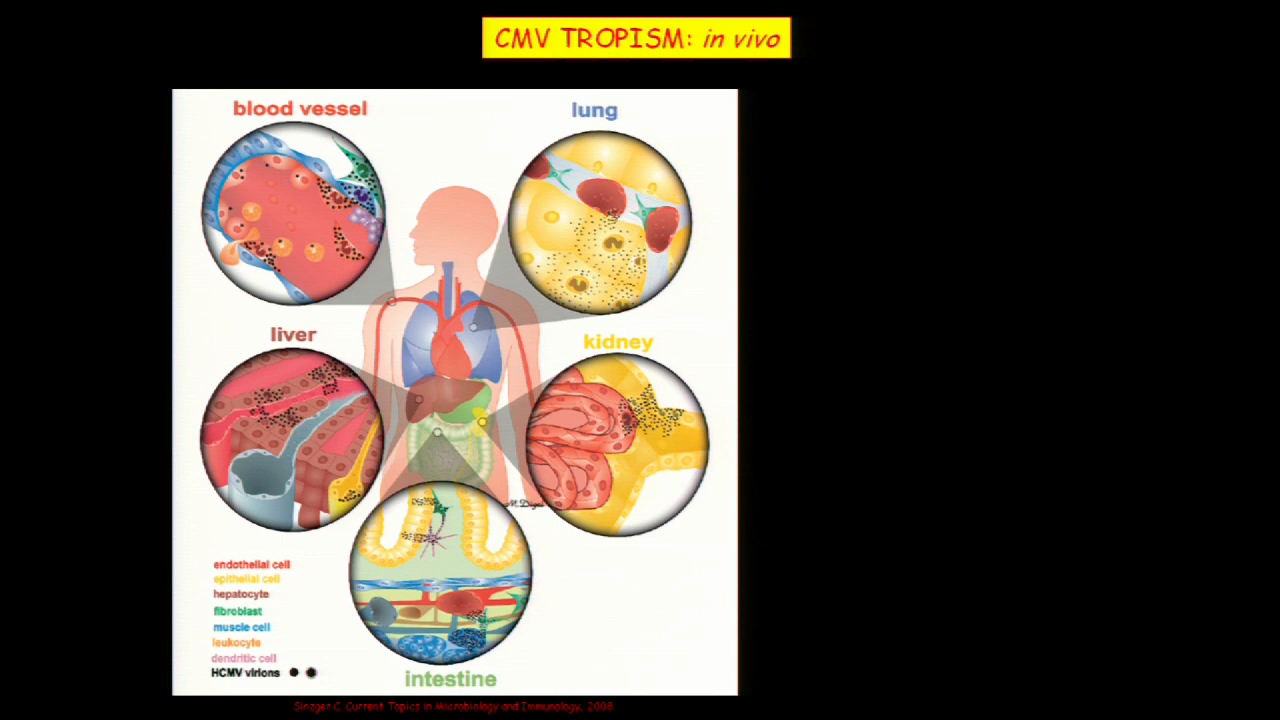 CMV TROPISM: in vivo
blood vessel
lung
liver
kidney
endothelial cell
epithelial cell
hepatocyte
fibroblast
muscle cell
leukocyte
dendritic cell
HCMV virions
intestine
Sinzger C. Current Topics in Microbiology and Immunology, 2008